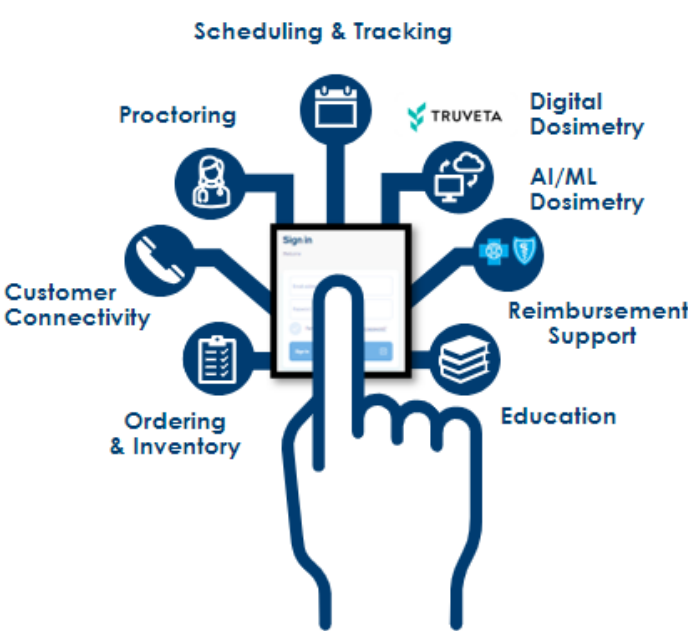 Scheduling & Tracking
Proctoring
TRUVETA
Digital
Dosimetry
AI/ML
Dosimetry
Customer
Connectivity
Sign in
Reimbursement
Support
Ordering
& Inventory
Education